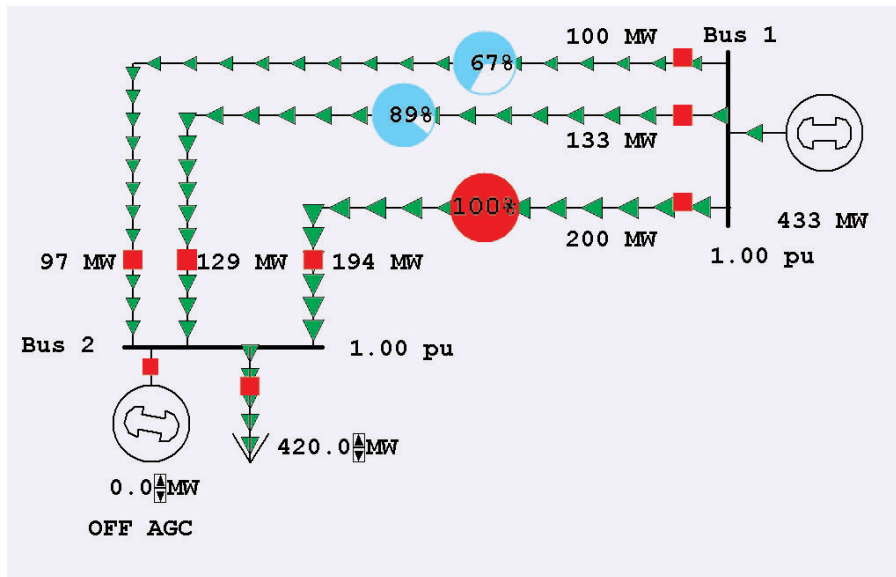 100 MW
Bus 1
67%
89%
133 MW
100%
200 MW
433 MW
1.00 pu
97 MW
129 MW
194 MW
Bus 2
1.00 pu
420.0 MW
0.0 MW
OFF AGC